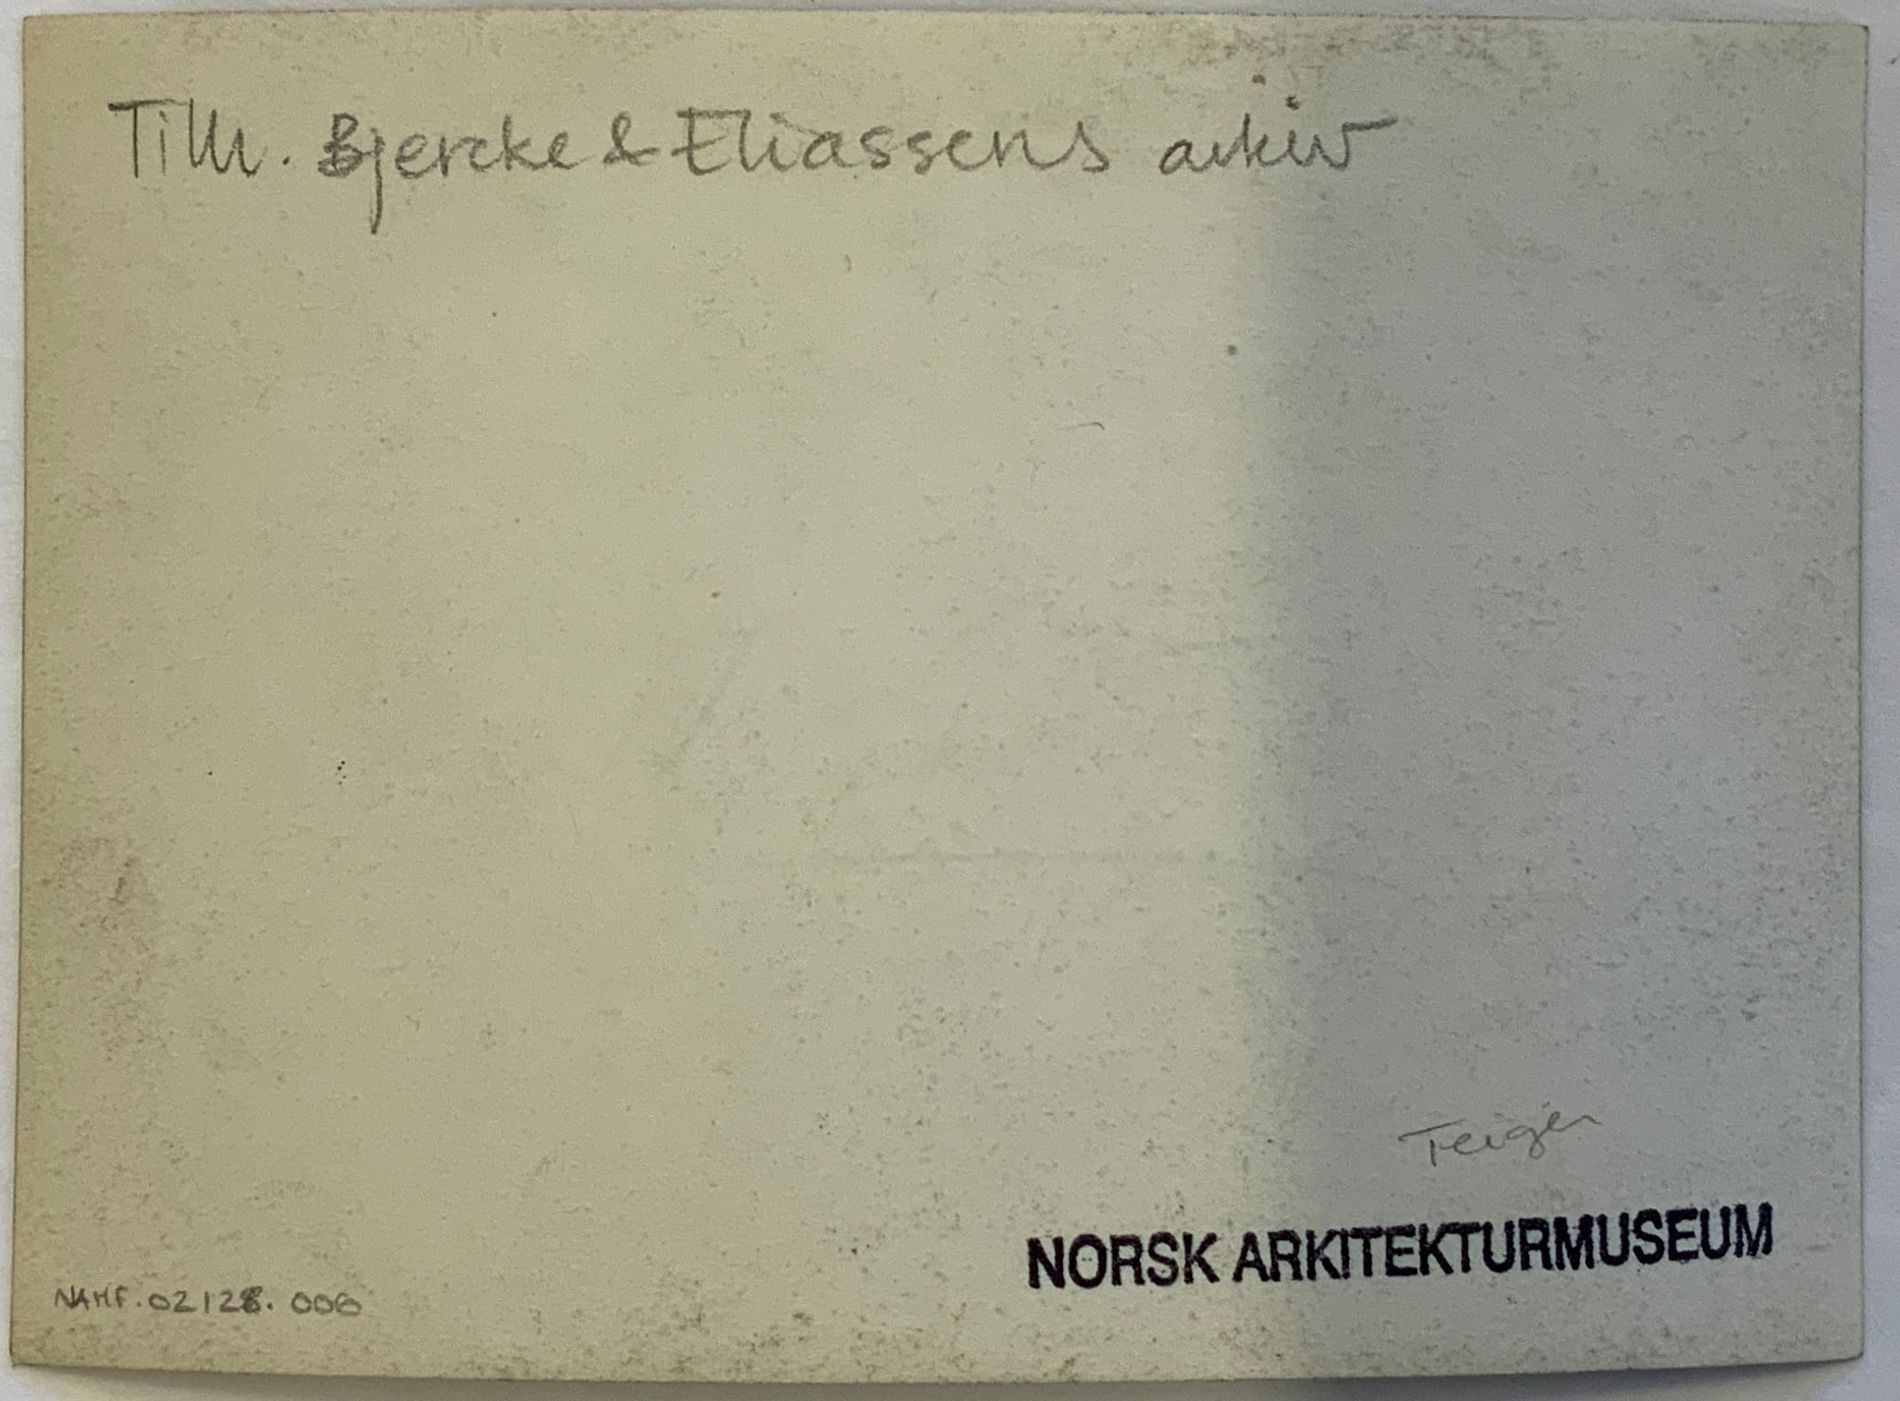 Tilh. Bjercke & Eliassens arkiv
Teigen
NORSK ARKITEKTURMUSEUM
NAMF.02128.006